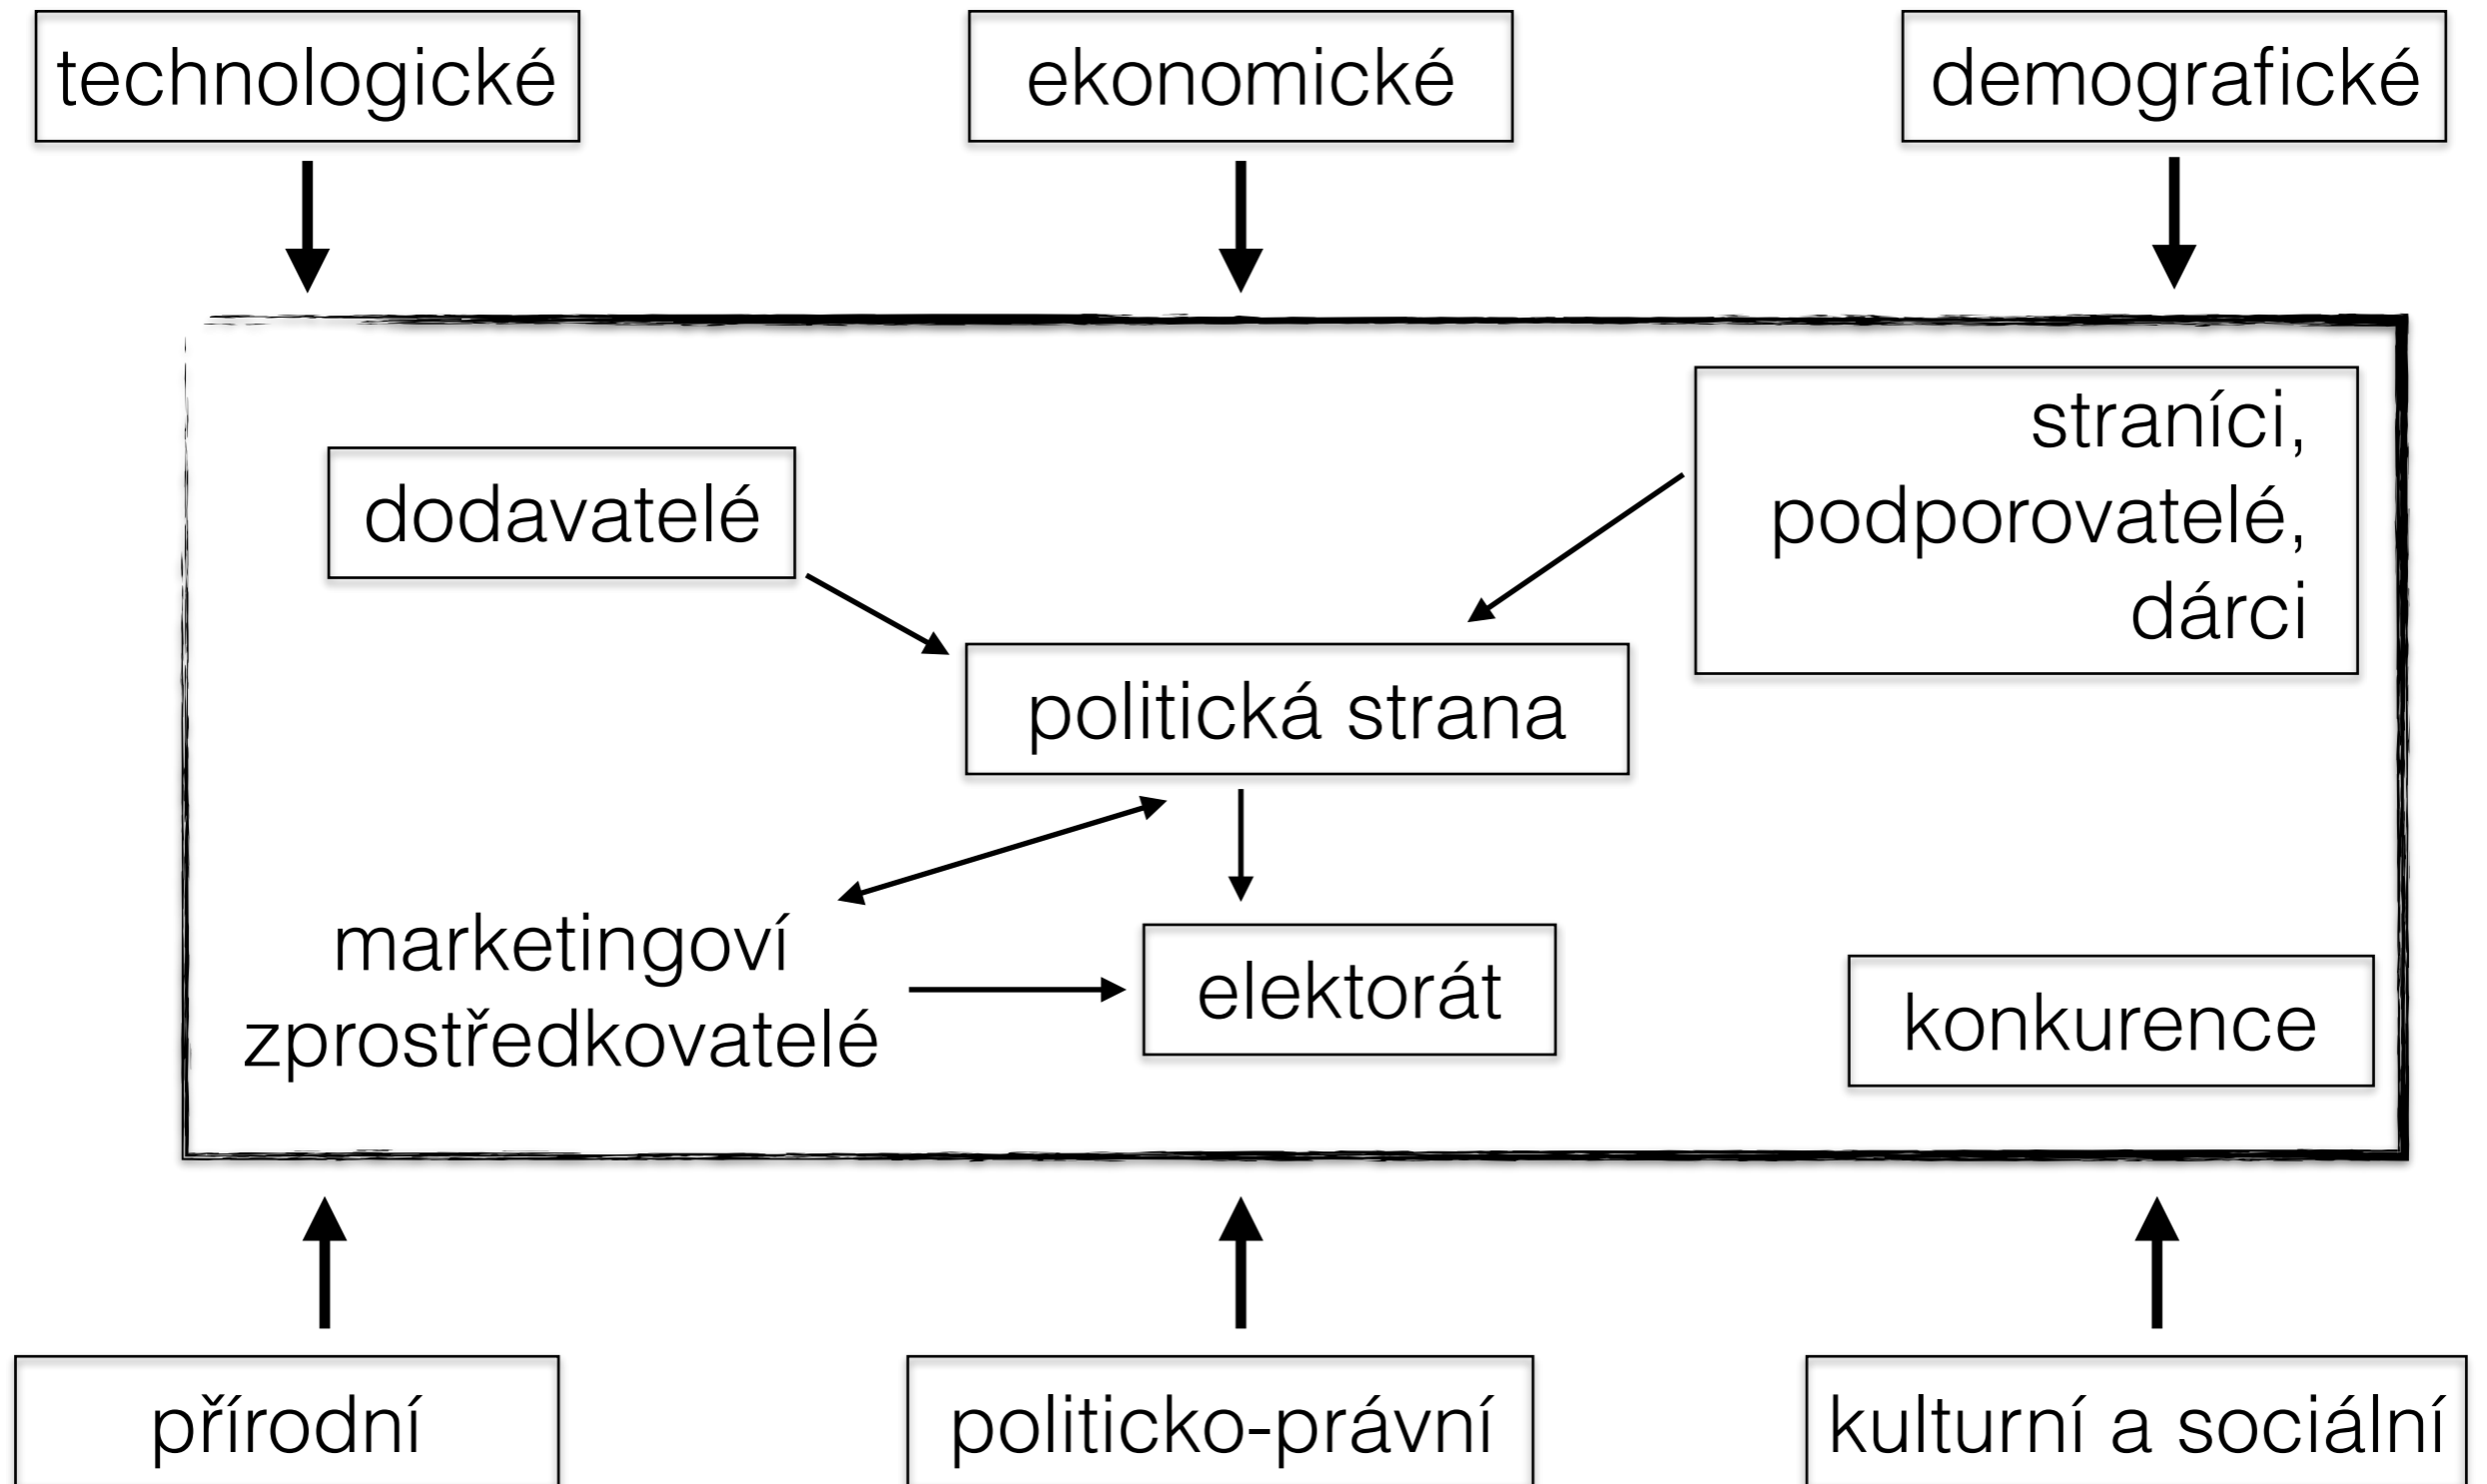 technologické
ekonomické
demografické
straníci,
podporovatelé,
dárci
dodavatelé
politická strana
marketingoví
zprostředkovatelé
elektorát
konkurence
přírodní
politicko-právní
kulturní a sociální